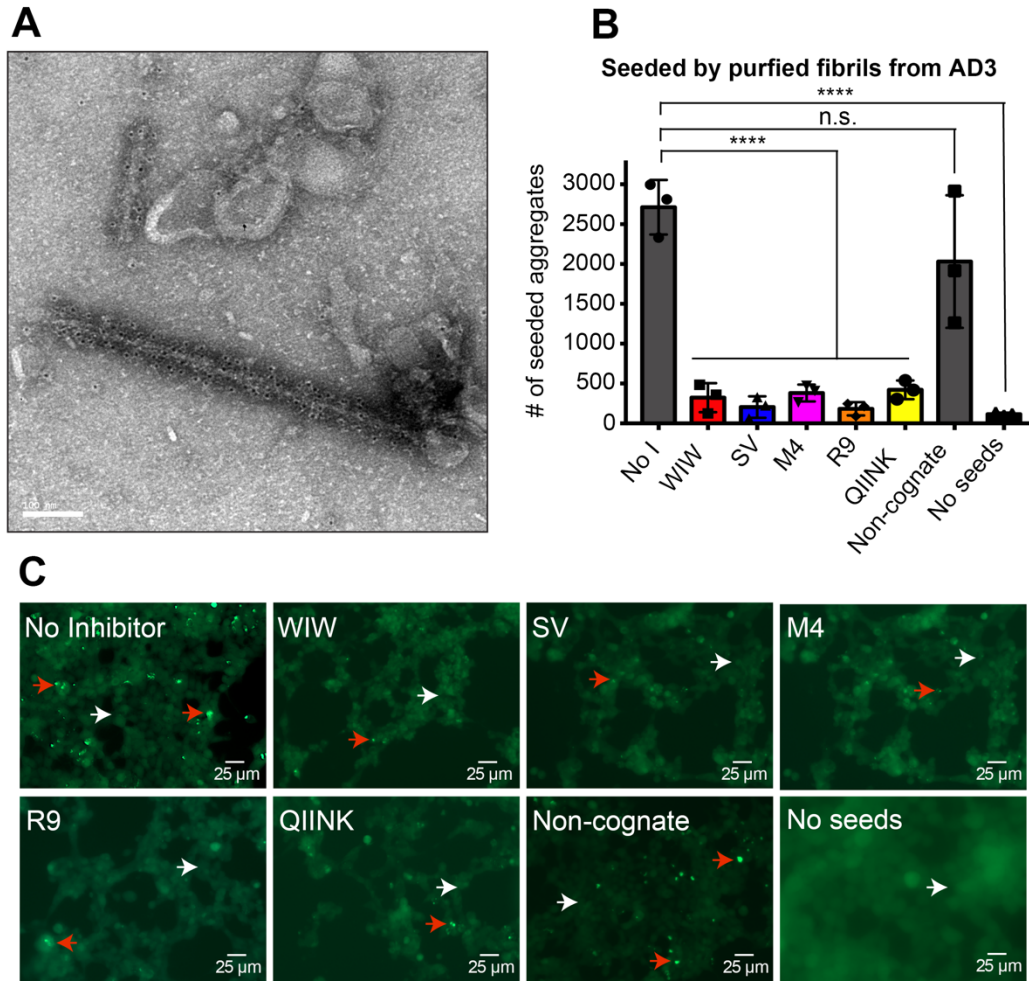 A
100 nm
B
Seeded by purfied fibrils from AD3
****
n.s.
****
# of seeded aggregates
3000
2500
2000
1500
1000
500
0
No I
WIW
SV
M4
R9
QIINK
Non-cognate
No seeds
C
No Inhibitor
25 µm
WIW
25 µm
SV
25 µm
M4
25 µm
R9
25 µm
QIINK
25 µm
Non-cognate
25 µm
No seeds
25 µm